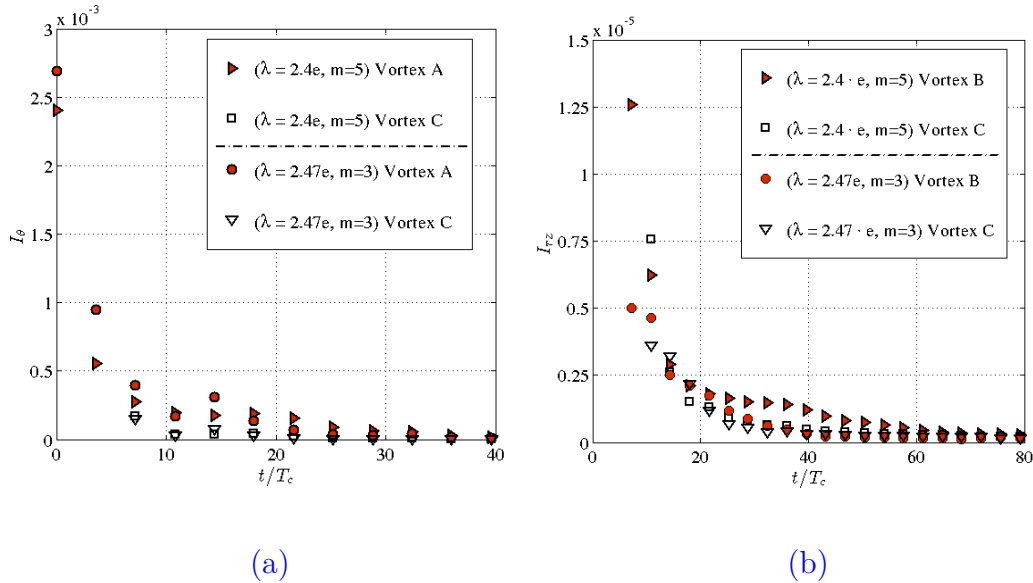 x 10⁻³
3
2.5
2
1.5
1
0.5
0
I_θ
0 10 20 30 40
t/T_c
(λ = 2.4e, m=5) Vortex A
(λ = 2.4e, m=5) Vortex C
(λ = 2.47e, m=3) Vortex A
(λ = 2.47e, m=3) Vortex C
(a)
x 10⁻⁵
1.5
1.25
1
0.75
0.5
0.25
0
I_rz
0 20 40 60 80
t/T_c
(λ = 2.4 · e, m=5) Vortex B
(λ = 2.4 · e, m=5) Vortex C
(λ = 2.47e, m=3) Vortex B
(λ = 2.47 · e, m=3) Vortex C
(b)